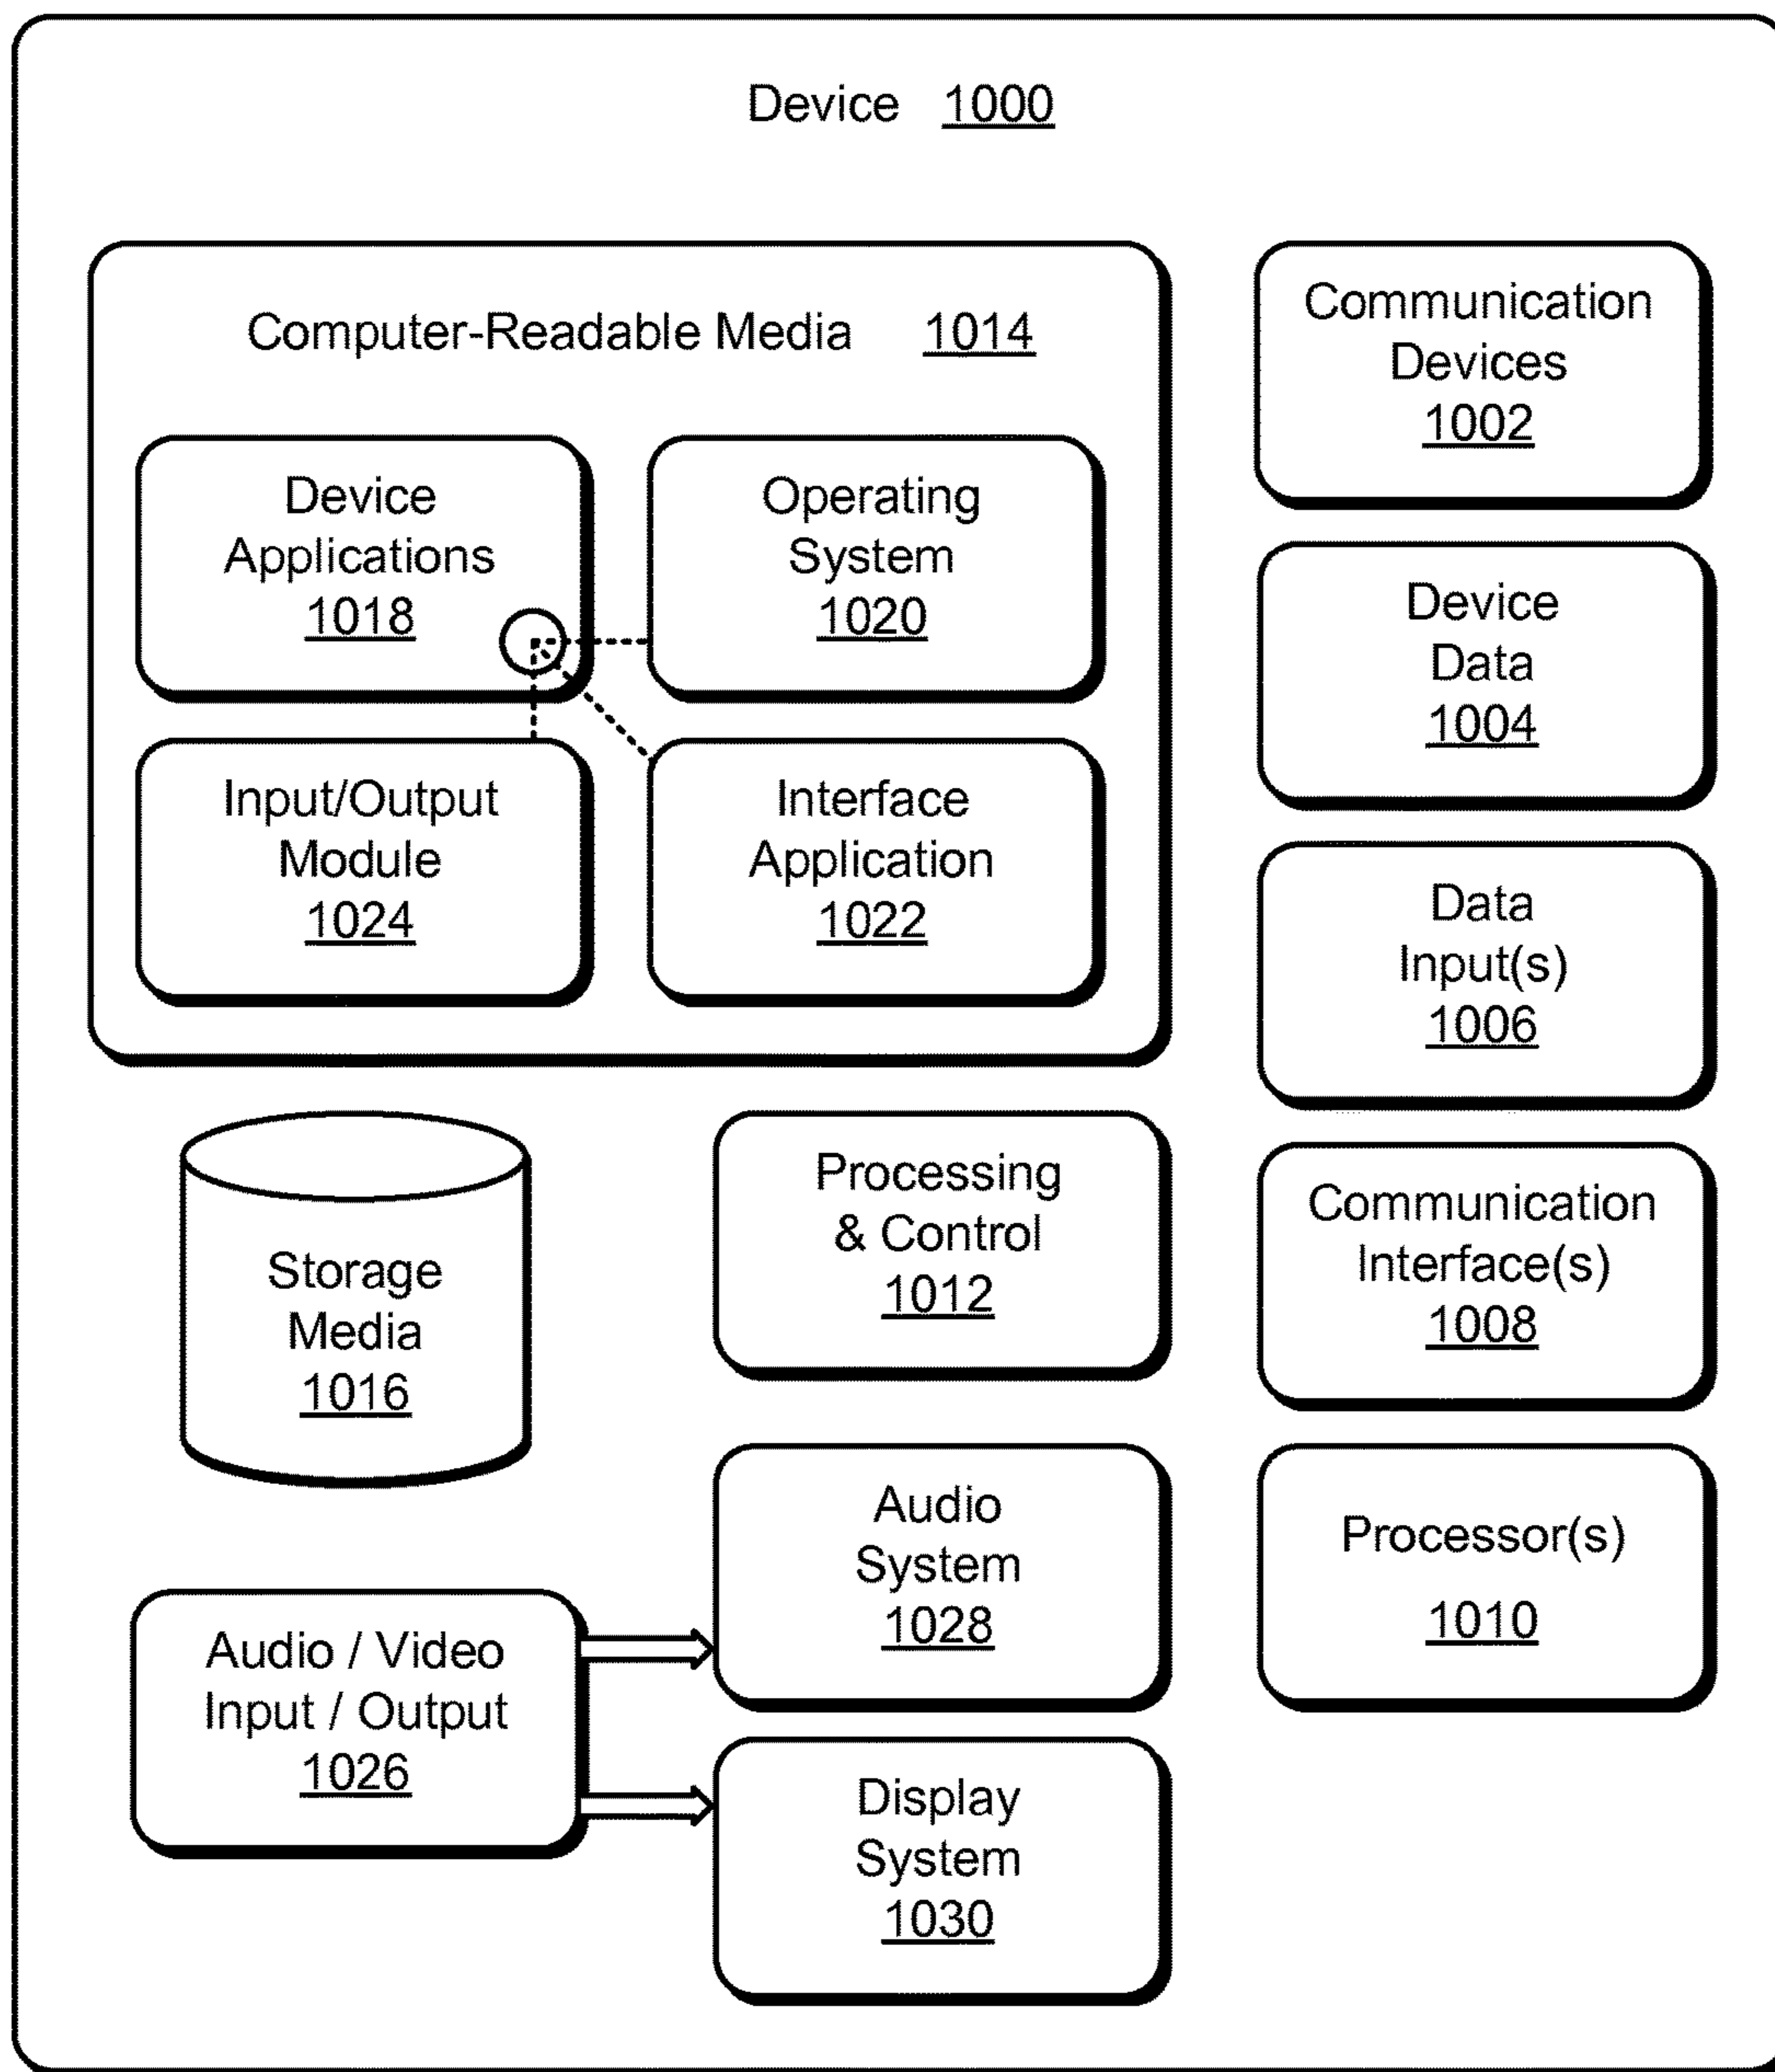 Device 1000
Computer-Readable Media 1014
Device
Applications
1018
Operating
System
1020
Input/Output
Module
1024
Interface
Application
1022
Communication
Devices
1002
Device
Data
1004
Data
Input(s)
1006
Communication
Interface(s)
1008
Processor(s)
1010
Storage
Media
1016
Processing
& Control
1012
Audio / Video
Input / Output
1026
Audio
System
1028
Display
System
1030